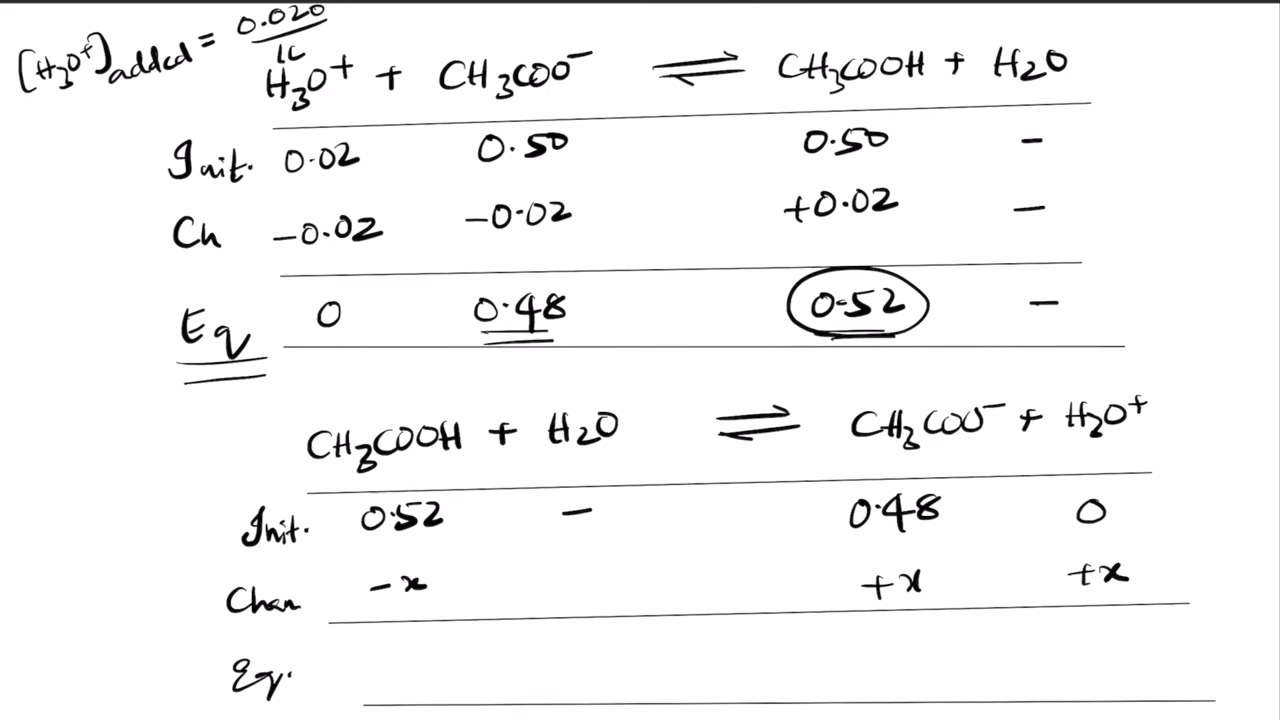 [H3O+]added = 0.020/1L
H3O+ + CH3COO− ⇌ CH3COOH + H2O
Init. 0.02 0.50 0.50 −
Ch −0.02 −0.02 +0.02 −
Eq 0 0.48 0.52 −
CH3COOH + H2O ⇌ CH3COO− + H3O+
Init. 0.52 − 0.48 0
Chan −x +x +x
Eq.